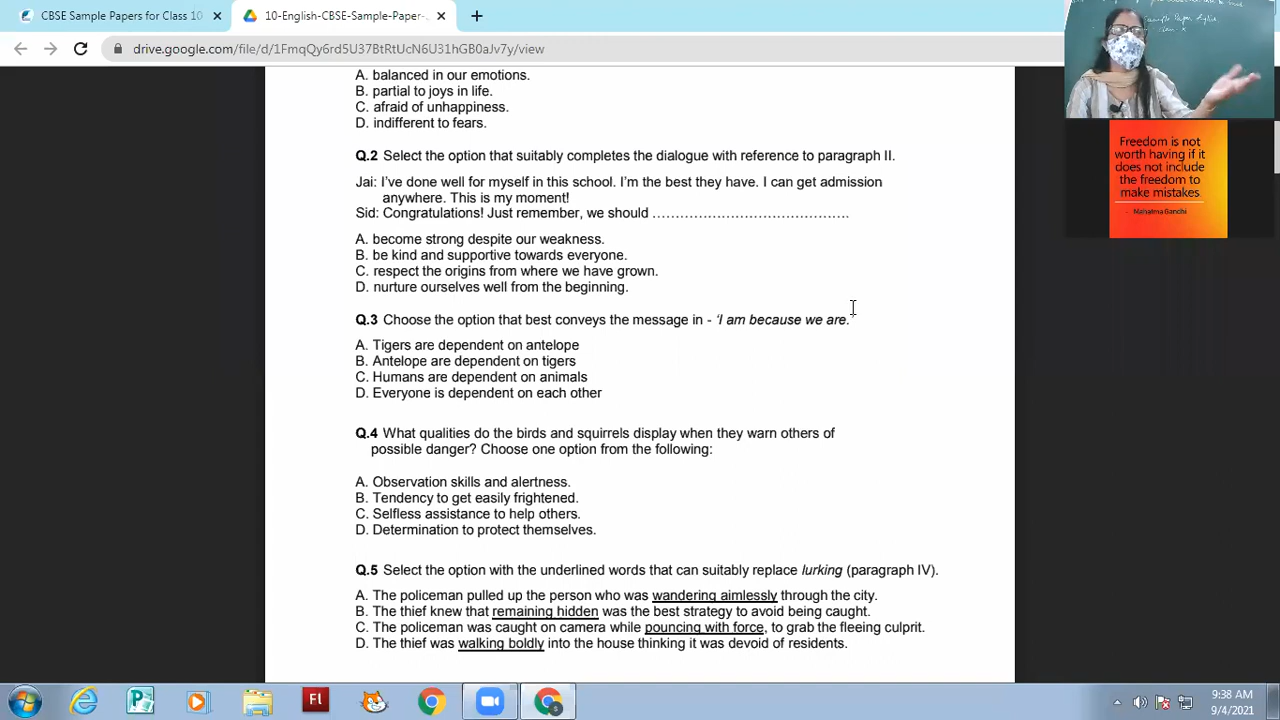 CBSE Sample Papers for Class 10
10-English-CBSE-Sample-Paper-
drive.google.com/file/d/1FmqQy6rd5U37BtRtUcN6U31hGB0aJv7y/view
A. balanced in our emotions.
B. partial to joys in life.
C. afraid of unhappiness.
D. indifferent to fears.
Q.2 Select the option that suitably completes the dialogue with reference to paragraph II.
Jai: I've done well for myself in this school. I'm the best they have. I can get admission
anywhere. This is my moment!
Sid: Congratulations! Just remember, we should …………………………………….
A. become strong despite our weakness.
B. be kind and supportive towards everyone.
C. respect the origins from where we have grown.
D. nurture ourselves well from the beginning.
Q.3 Choose the option that best conveys the message in - 'I am because we are.'
A. Tigers are dependent on antelope
B. Antelope are dependent on tigers
C. Humans are dependent on animals
D. Everyone is dependent on each other
Q.4 What qualities do the birds and squirrels display when they warn others of
possible danger? Choose one option from the following:
A. Observation skills and alertness.
B. Tendency to get easily frightened.
C. Selfless assistance to help others.
D. Determination to protect themselves.
Q.5 Select the option with the underlined words that can suitably replace lurking (paragraph IV).
A. The policeman pulled up the person who was wandering aimlessly through the city.
B. The thief knew that remaining hidden was the best strategy to avoid being caught.
C. The policeman was caught on camera while pouncing with force, to grab the fleeing culprit.
D. The thief was walking boldly into the house thinking it was devoid of residents.
Sample Paper English
Freedom is not
worth having if it
does not include
the freedom to
make mistakes
- Mahatma Gandhi
Fl
9:38 AM
9/4/2021